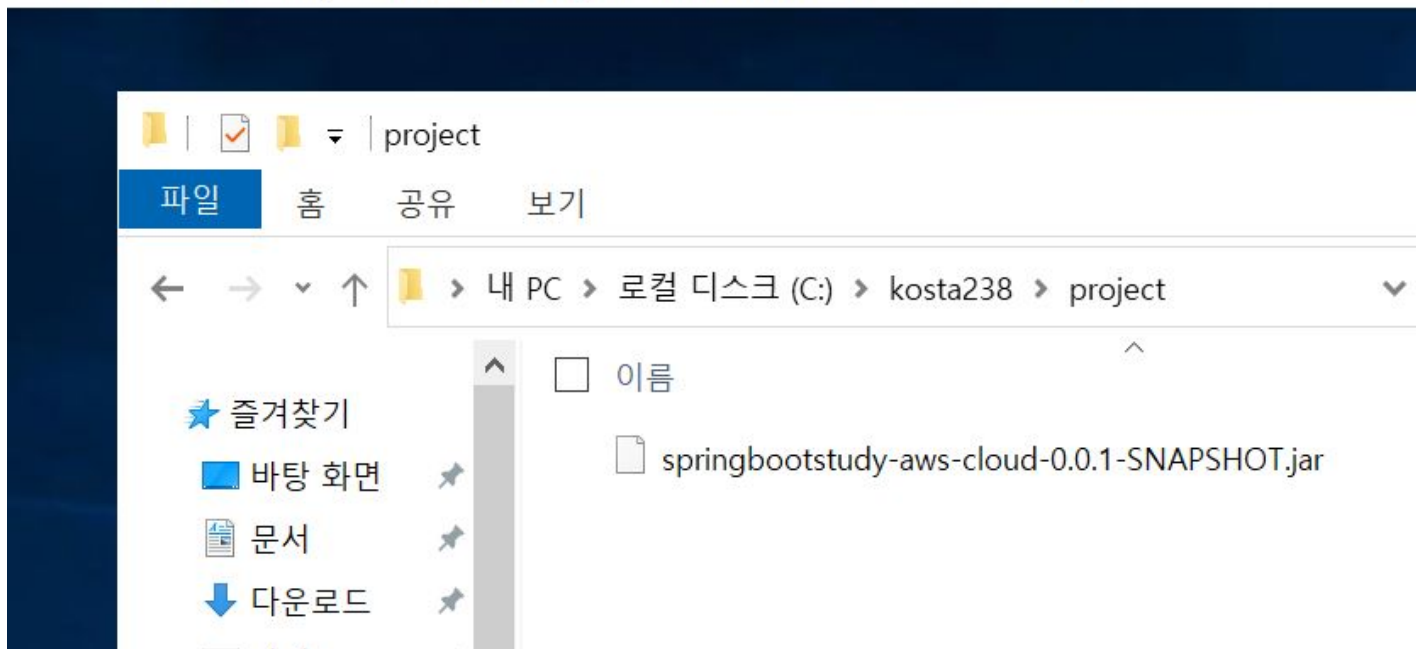 project
파일 홈 공유 보기
내 PC > 로컬 디스크 (C:) > kosta238 > project
이름
즐겨찾기
springbootstudy-aws-cloud-0.0.1-SNAPSHOT.jar
바탕 화면
문서
다운로드